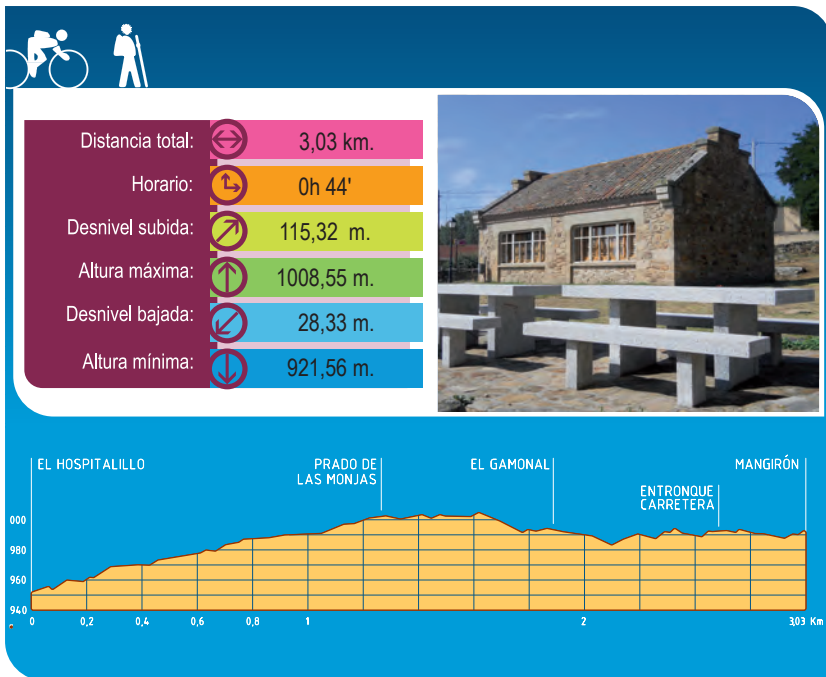 Distancia total: 3,03 km.
Horario: 0h 44'
Desnivel subida: 115,32 m.
Altura máxima: 1008,55 m.
Desnivel bajada: 28,33 m.
Altura mínima: 921,56 m.
EL HOSPITALILLO
PRADO DE
LAS MONJAS
EL GAMONAL
ENTRONQUE
CARRETERA
MANGIRÓN
000
980
960
940
0 0,2 0,4 0,6 0,8 1 2 3,03 Km